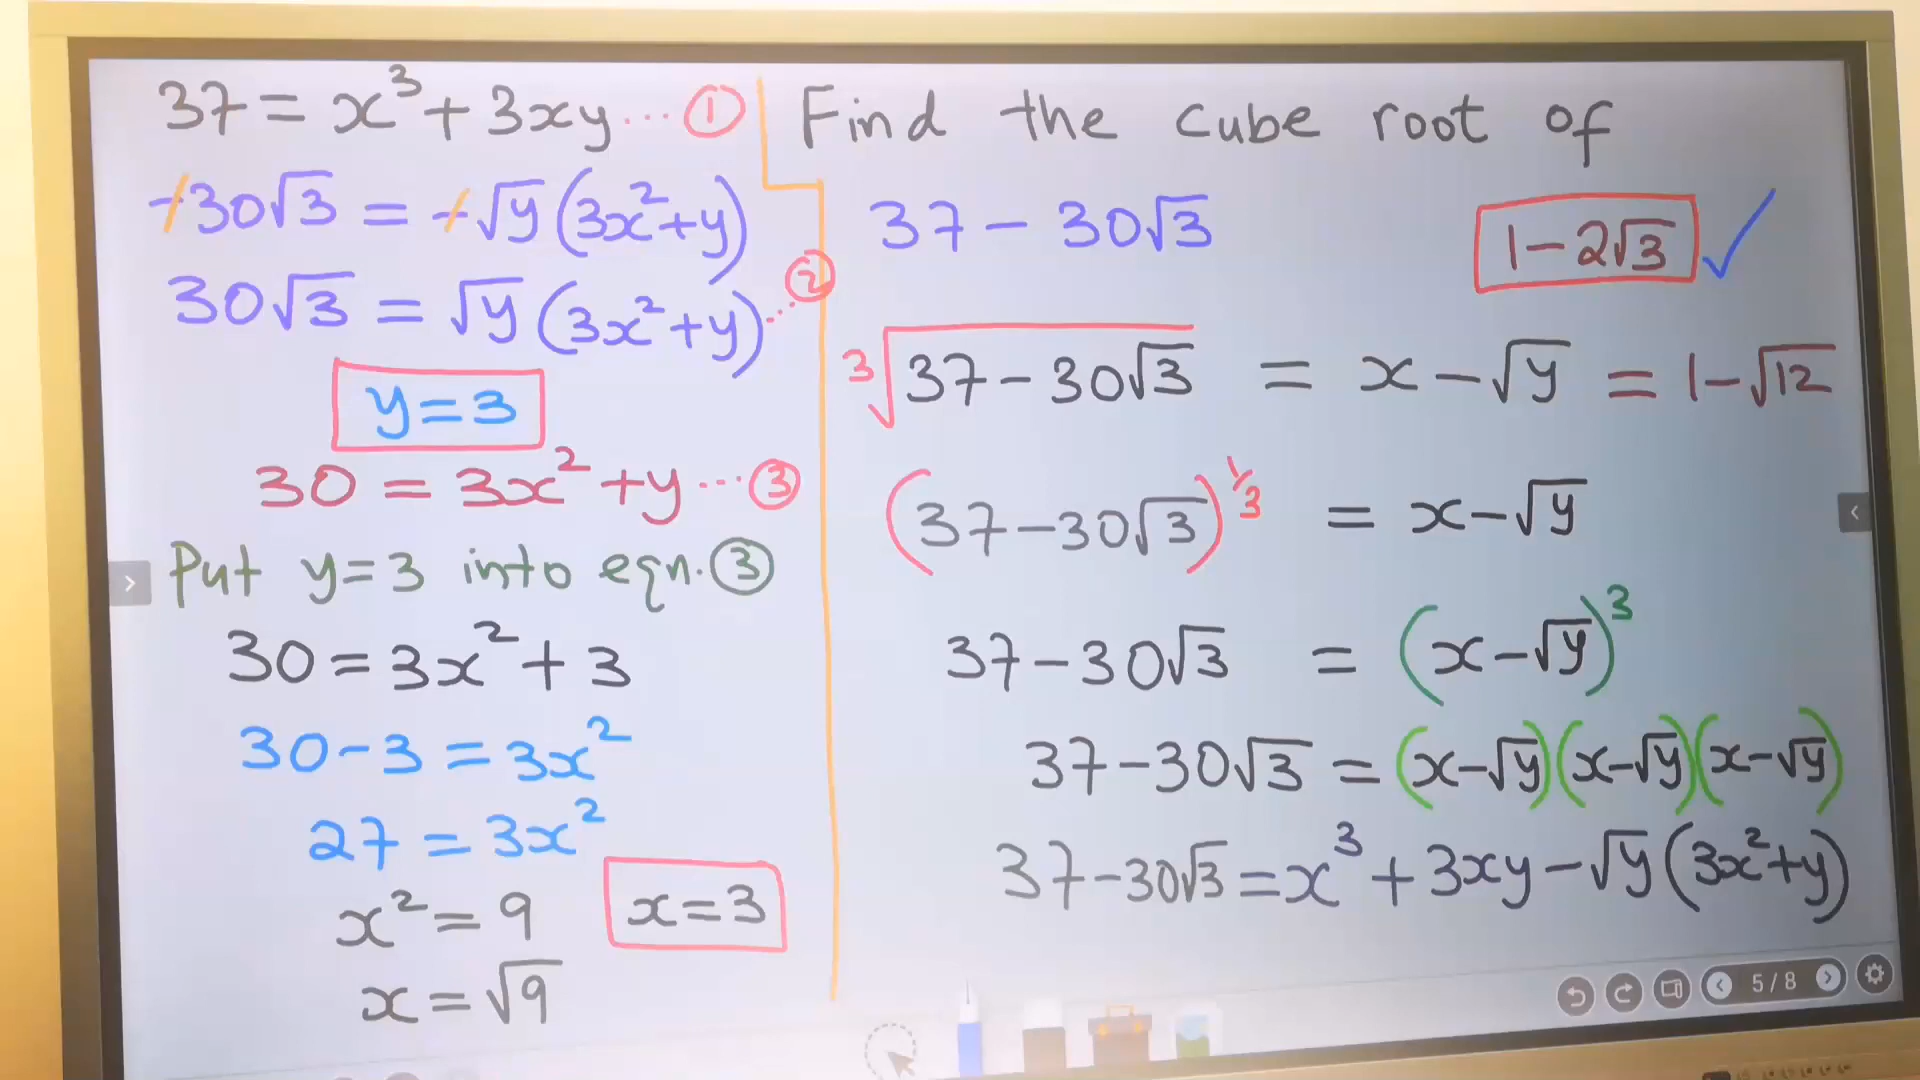 37 = x³ + 3xy ... ①
-30√3 = -√y (3x² + y)
30√3 = √y (3x² + y) ... ②
y = 3
30 = 3x² + y ... ③
Put y=3 into eqn. ③
30 = 3x² + 3
30 - 3 = 3x²
27 = 3x²
x² = 9
x = 3
x = √9
Find the cube root of
37 - 30√3
1 - 2√3 ✓
∛(37 - 30√3) = x - √y = 1 - √12
(37 - 30√3)^1/3 = x - √y
37 - 30√3 = (x - √y)³
37 - 30√3 = (x - √y)(x - √y)(x - √y)
37 - 30√3 = x³ + 3xy - √y (3x² + y)
5/8